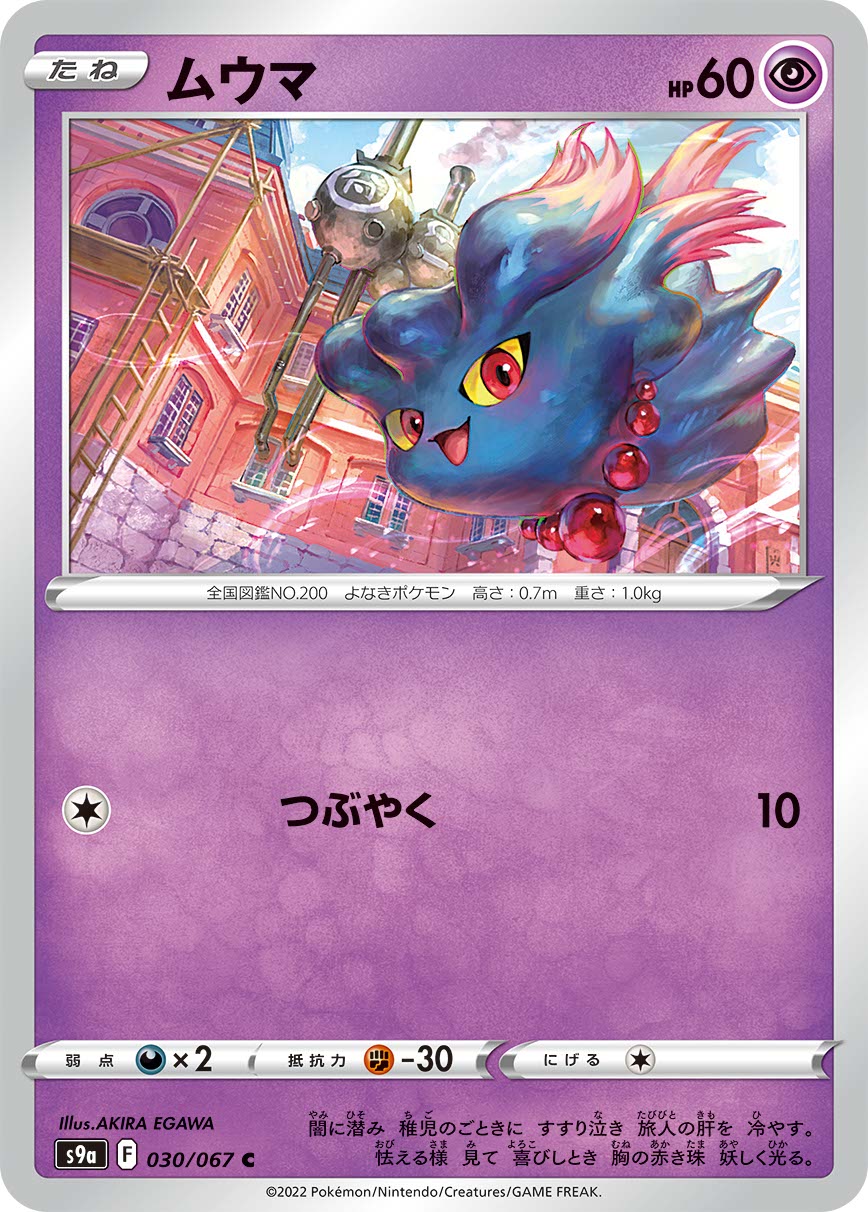 たね ムウマ HP60
全国図鑑NO.200 よなきポケモン 高さ：0.7m 重さ：1.0kg
つぶやく 10
弱点 ×2 抵抗力 -30 にげる
Illus.AKIRA EGAWA
s9a F 030/067 C
闇に潜み 稚児のごときに すすり泣き 旅人の肝を 冷やす。
怯える様 見て 喜びしとき 胸の赤き珠 妖しく光る。
©2022 Pokémon/Nintendo/Creatures/GAME FREAK.